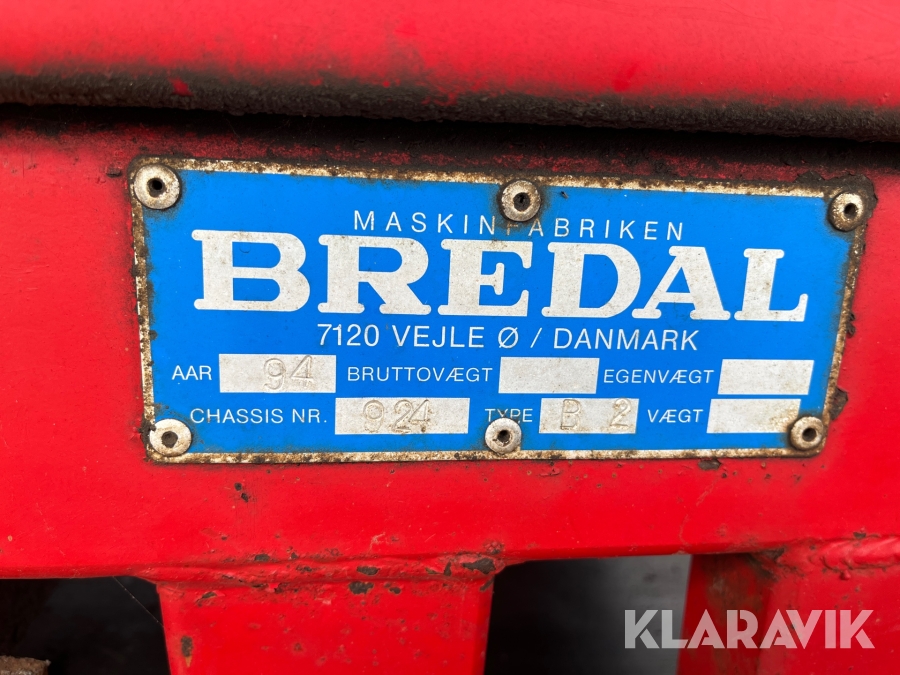 MASKINFABRIKEN
BREDAL
7120 VEJLE Ø / DANMARK
AAR 94 BRUTTOVÆGT EGENVÆGT
CHASSIS NR. 924 TYPE B 2 VÆGT
KLARAVIK